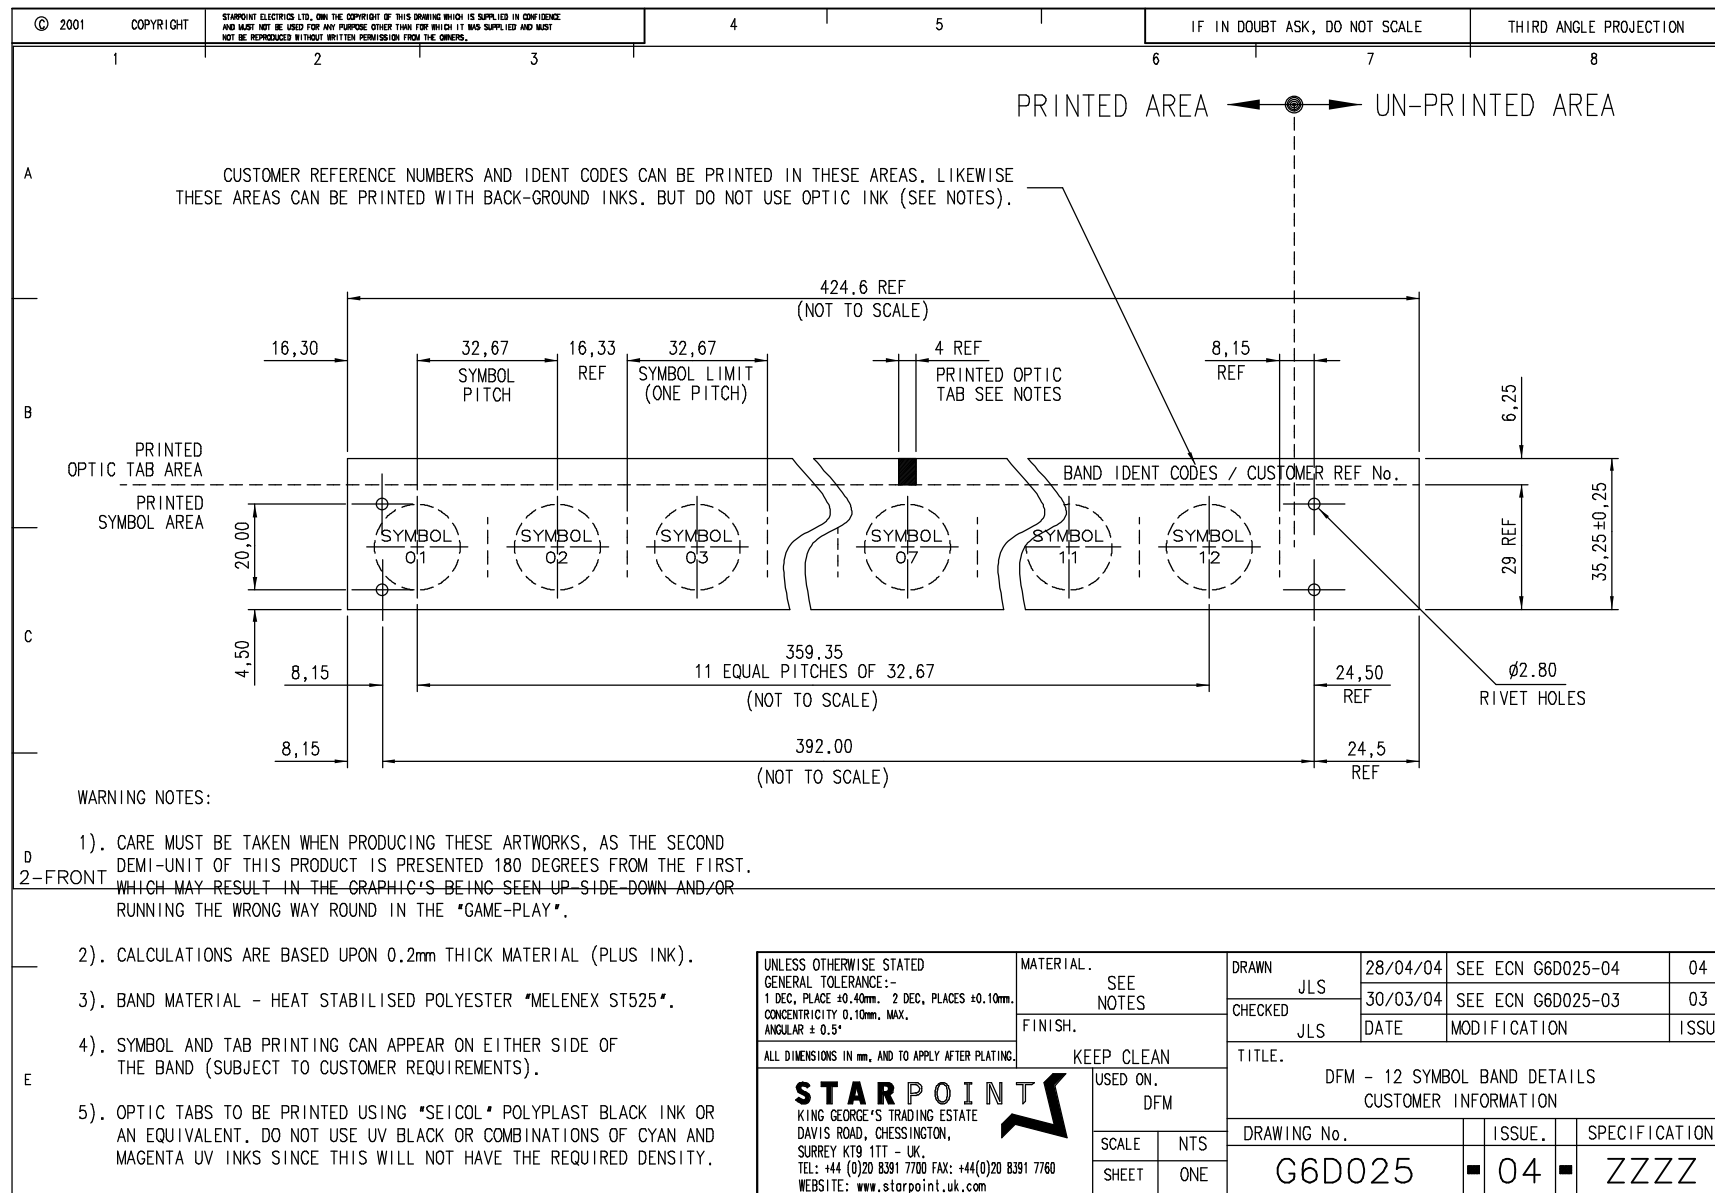 © 2001 COPYRIGHT
STARPOINT ELECTRICS LTD, OWN THE COPYRIGHT OF THIS DRAWING WHICH IS SUPPLIED IN CONFIDENCE
AND MUST NOT BE USED FOR ANY PURPOSE OTHER THAN FOR WHICH IT WAS SUPPLIED AND MUST
NOT BE REPRODUCED WITHOUT WRITTEN PERMISSION FROM THE OWNERS.
4 5
IF IN DOUBT ASK, DO NOT SCALE
THIRD ANGLE PROJECTION
1 2 3 6 7 8
PRINTED AREA UN-PRINTED AREA
A
CUSTOMER REFERENCE NUMBERS AND IDENT CODES CAN BE PRINTED IN THESE AREAS. LIKEWISE
THESE AREAS CAN BE PRINTED WITH BACK-GROUND INKS. BUT DO NOT USE OPTIC INK (SEE NOTES).
424.6 REF
(NOT TO SCALE)
16,30
32,67
SYMBOL
PITCH
16,33
REF
32,67
SYMBOL LIMIT
(ONE PITCH)
4 REF
PRINTED OPTIC
TAB SEE NOTES
8,15
REF
6,25
B
PRINTED
OPTIC TAB AREA
PRINTED
SYMBOL AREA
BAND IDENT CODES / CUSTOMER REF No.
SYMBOL
01
SYMBOL
02
SYMBOL
03
SYMBOL
07
SYMBOL
11
SYMBOL
12
20,00
29 REF
35,25±0,25
C
4,50
8,15
359.35
11 EQUAL PITCHES OF 32.67
(NOT TO SCALE)
24,50
REF
ø2.80
RIVET HOLES
8,15
392.00
(NOT TO SCALE)
24,5
REF
WARNING NOTES:
1). CARE MUST BE TAKEN WHEN PRODUCING THESE ARTWORKS, AS THE SECOND
DEMI-UNIT OF THIS PRODUCT IS PRESENTED 180 DEGREES FROM THE FIRST.
WHICH MAY RESULT IN THE GRAPHIC'S BEING SEEN UP-SIDE-DOWN AND/OR
RUNNING THE WRONG WAY ROUND IN THE "GAME-PLAY".
D
2-FRONT
2). CALCULATIONS ARE BASED UPON 0.2mm THICK MATERIAL (PLUS INK).
3). BAND MATERIAL - HEAT STABILISED POLYESTER "MELENEX ST525".
4). SYMBOL AND TAB PRINTING CAN APPEAR ON EITHER SIDE OF
THE BAND (SUBJECT TO CUSTOMER REQUIREMENTS).
E
5). OPTIC TABS TO BE PRINTED USING "SEICOL" POLYPLAST BLACK INK OR
AN EQUIVALENT. DO NOT USE UV BLACK OR COMBINATIONS OF CYAN AND
MAGENTA UV INKS SINCE THIS WILL NOT HAVE THE REQUIRED DENSITY.
UNLESS OTHERWISE STATED
GENERAL TOLERANCE:-
1 DEC, PLACE ±0.40mm. 2 DEC, PLACES ±0.10mm.
CONCENTRICITY 0.10mm. MAX.
ANGULAR ± 0.5°
ALL DIMENSIONS IN mm, AND TO APPLY AFTER PLATING.
MATERIAL.
SEE
NOTES
FINISH.
KEEP CLEAN
DRAWN
JLS
CHECKED
JLS
28/04/04 SEE ECN G6D025-04 04
30/03/04 SEE ECN G6D025-03 03
DATE MODIFICATION ISSU
STARPOINT
KING GEORGE'S TRADING ESTATE
DAVIS ROAD, CHESSINGTON,
SURREY KT9 1TT - UK.
TEL: +44 (0)20 8391 7700 FAX: +44(0)20 8391 7760
WEBSITE: www.starpoint.uk.com
USED ON.
DFM
SCALE NTS
SHEET ONE
TITLE.
DFM - 12 SYMBOL BAND DETAILS
CUSTOMER INFORMATION
DRAWING No. ISSUE. SPECIFICATION
G6D025 - 04 - ZZZZ